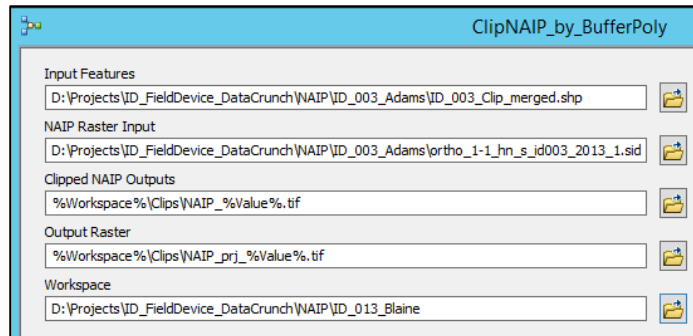 ClipNAIP_by_BufferPoly
Input Features
D:\Projects\ID_FieldDevice_DataCrunch\NAIP\ID_003_Adams\ID_003_Clip_merged.shp
NAIP Raster Input
D:\Projects\ID_FieldDevice_DataCrunch\NAIP\ID_003_Adams\ortho_1-1_hn_s_id003_2013_1.sid
Clipped NAIP Outputs
%Workspace%\Clips\NAIP_%Value%.tif
Output Raster
%Workspace%\Clips\NAIP_prj_%Value%.tif
Workspace
D:\Projects\ID_FieldDevice_DataCrunch\NAIP\ID_013_Blaine